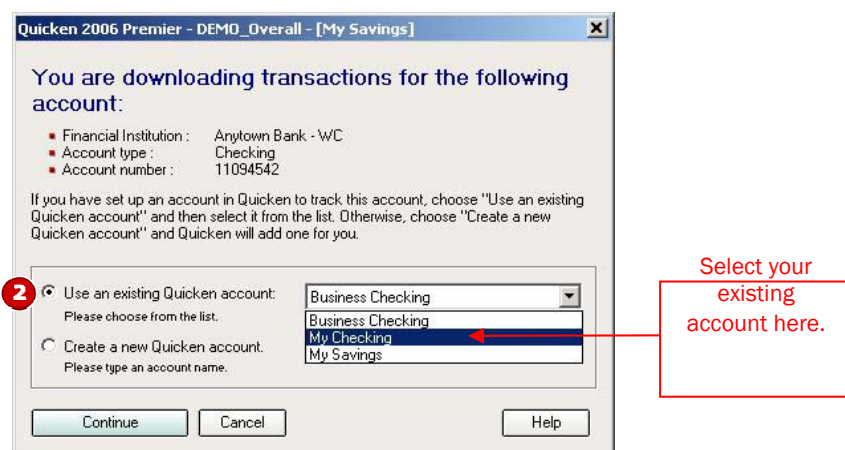 Quicken 2006 Premier - DEMO_Overall - [My Savings]
You are downloading transactions for the following
account:
Financial Institution : Anytown Bank - WC
Account type : Checking
Account number : 11094542
If you have set up an account in Quicken to track this account, choose "Use an existing
Quicken account" and then select it from the list. Otherwise, choose "Create a new
Quicken account" and Quicken will add one for you.
2 Use an existing Quicken account: Business Checking
Please choose from the list.
Business Checking
My Checking
My Savings
Create a new Quicken account.
Please type an account name.
Continue Cancel Help
Select your
existing
account here.